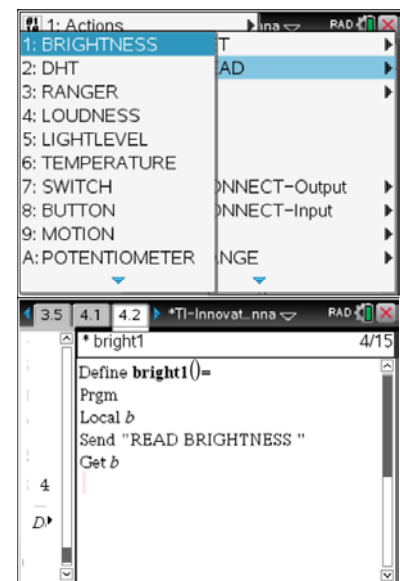 1: Actions nna RAD
1: BRIGHTNESS T
2: DHT AD
3: RANGER
4: LOUDNESS
5: LIGHTLEVEL
6: TEMPERATURE
7: SWITCH NNECT-Output
8: BUTTON NNECT-Input
9: MOTION
A: POTENTIOMETER NGE
3.5 4.1 4.2 *TI-Innovat…nna RAD
* bright1 4/15
Define bright1()=
Prgm
Local b
Send "READ BRIGHTNESS "
Get b
4
D